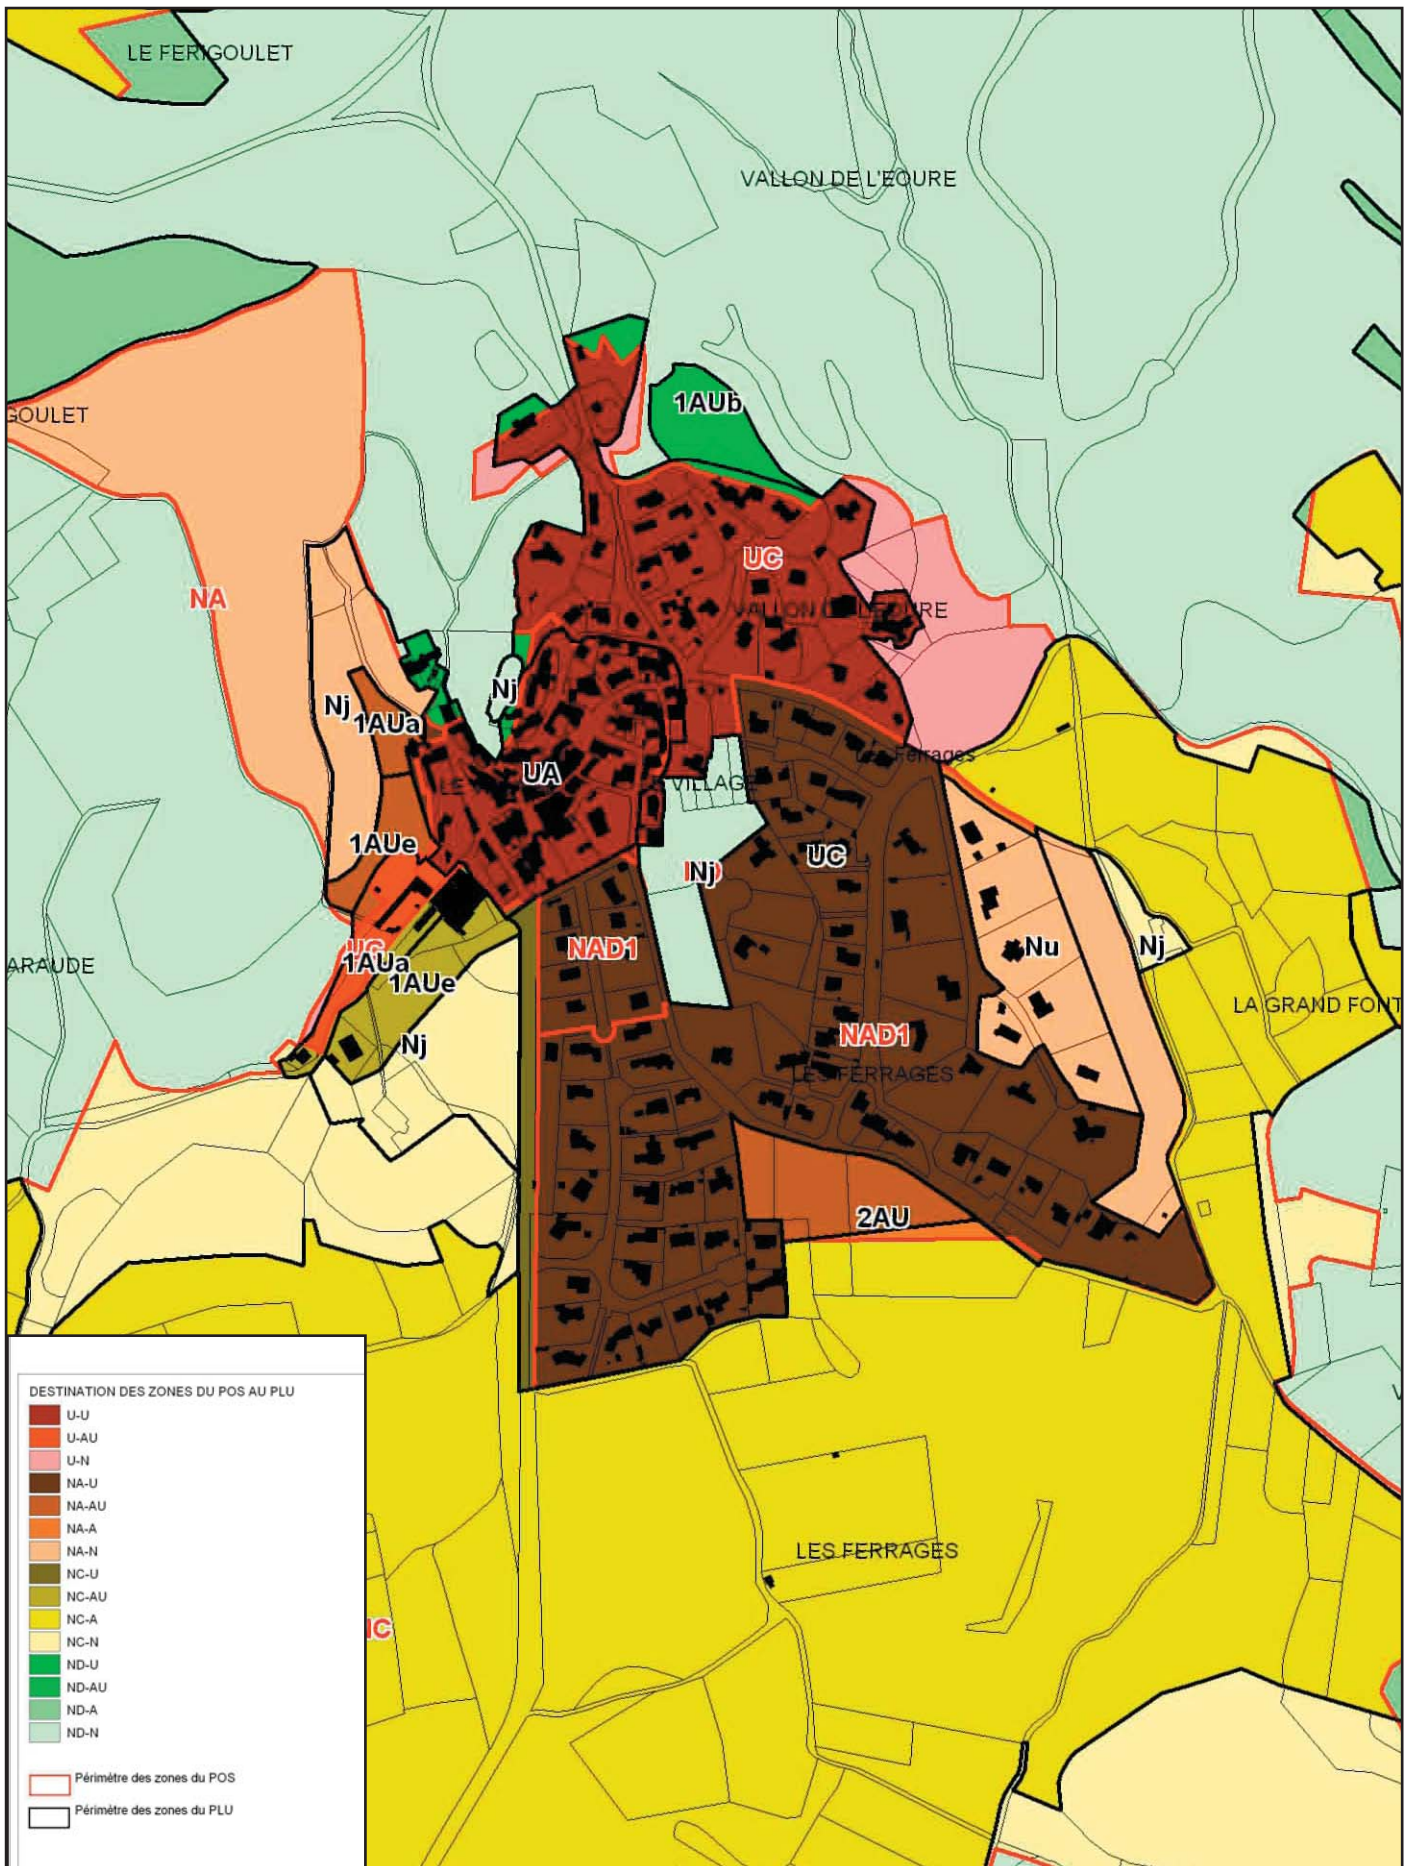 LE FERIGOULET
VALLON DE L'EOURE
GOULET
1AUb
UC
NA
VALLON DE L'EOURE
Nj
Nj
1AUa
Les Ferrages
UA
VILLAGE
1AUe
UC
Nj
NAD1
Nu
Nj
UC
1AUa
1AUe
ARAUDE
LA GRAND FONT
NAD1
Nj
LES FERRAGES
2AU
DESTINATION DES ZONES DU POS AU PLU
U-U
U-AU
U-N
NA-U
NA-AU
NA-A
NA-N
NC-U
NC-AU
NC-A
NC-N
ND-U
ND-AU
ND-A
ND-N
Périmètre des zones du POS
Périmètre des zones du PLU
LES FERRAGES
V